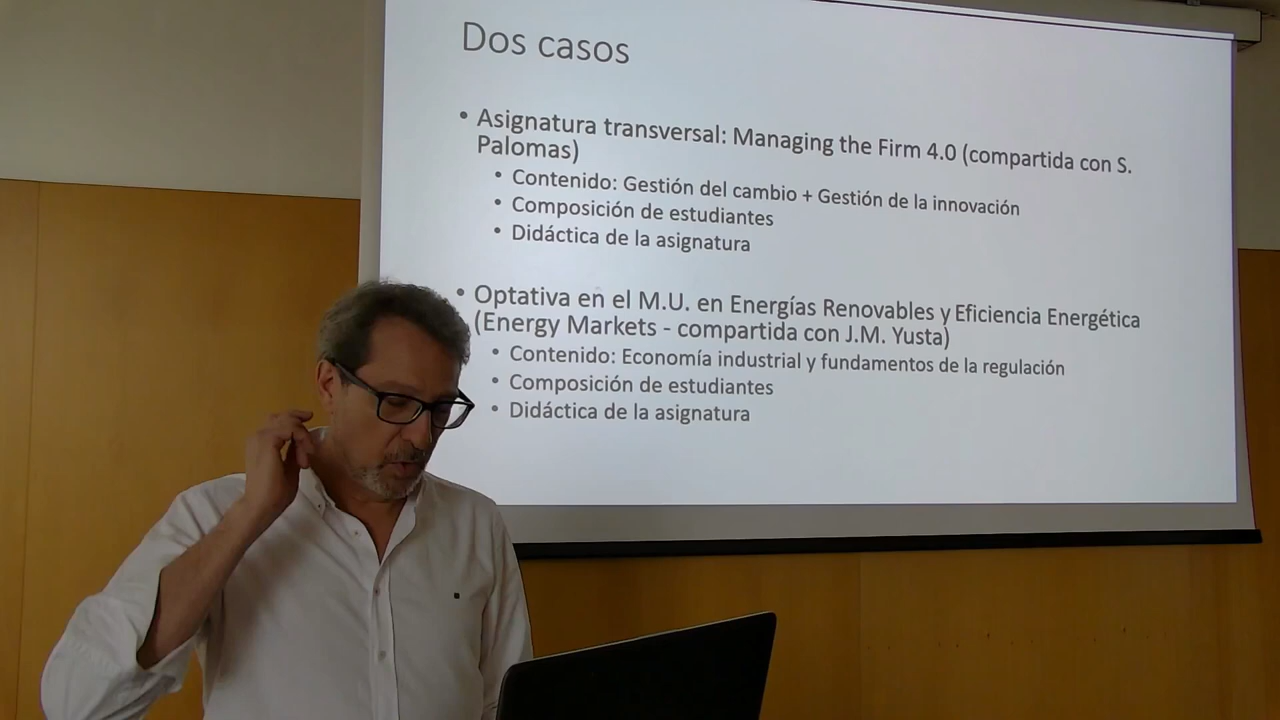 Dos casos
• Asignatura transversal: Managing the Firm 4.0 (compartida con S.
Palomas)
• Contenido: Gestión del cambio + Gestión de la innovación
• Composición de estudiantes
• Didáctica de la asignatura
• Optativa en el M.U. en Energías Renovables y Eficiencia Energética
(Energy Markets - compartida con J.M. Yusta)
• Contenido: Economía industrial y fundamentos de la regulación
• Composición de estudiantes
• Didáctica de la asignatura